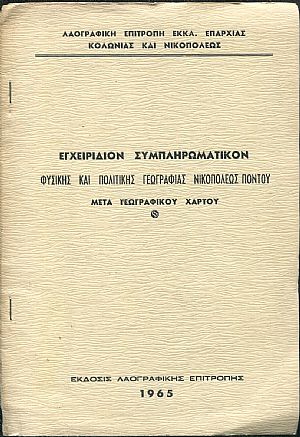 ΛΑΟΓΡΑΦΙΚΗ ΕΠΙΤΡΟΠΗ ΕΚΚΛ. ΕΠΑΡΧΙΑΣ
ΚΟΛΩΝΙΑΣ ΚΑΙ ΝΙΚΟΠΟΛΕΩΣ
ΕΓΧΕΙΡΙΔΙΟΝ ΣΥΜΠΛΗΡΩΜΑΤΙΚΟΝ
ΦΥΣΙΚΗΣ ΚΑΙ ΠΟΛΙΤΙΚΗΣ ΓΕΩΓΡΑΦΙΑΣ ΝΙΚΟΠΟΛΕΩΣ ΠΟΝΤΟΥ
ΜΕΤΑ ΓΕΩΓΡΑΦΙΚΟΥ ΧΑΡΤΟΥ
ΕΚΔΟΣΙΣ ΛΑΟΓΡΑΦΙΚΗΣ ΕΠΙΤΡΟΠΗΣ
1965